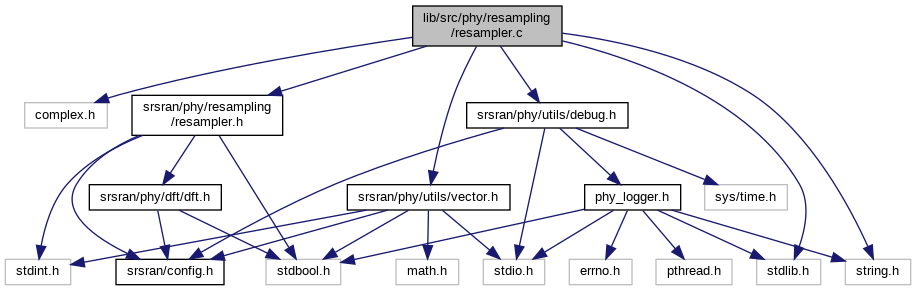 lib/src/phy/resampling
/resampler.c
complex.h
srsran/phy/resampling
/resampler.h
srsran/phy/utils/debug.h
srsran/phy/dft/dft.h
srsran/phy/utils/vector.h
phy_logger.h
sys/time.h
stdint.h
srsran/config.h
stdbool.h
math.h
stdio.h
errno.h
pthread.h
stdlib.h
string.h